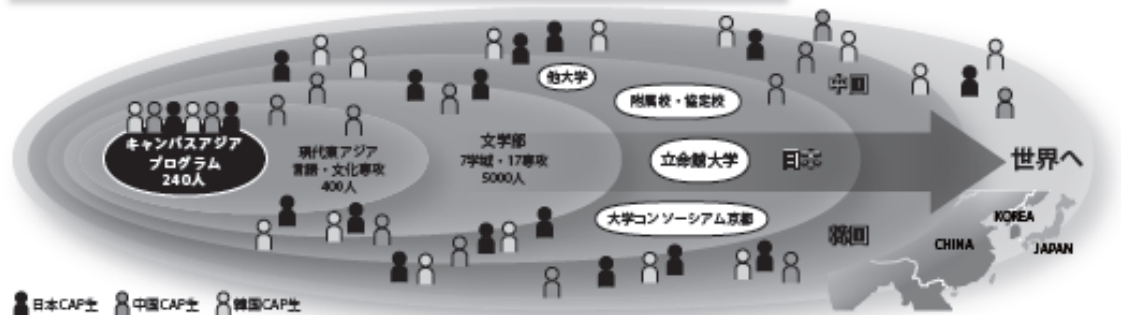 キャンパスアジア
プログラム
240人
現代東アジア
言語・文化専攻
400人
文学部
7学域・17専攻
5000人
他大学
附属校・協定校
立命館大学
大学コンソーシアム京都
中国
日本
韓国
世界へ
KOREA
CHINA
JAPAN
日本CAP生 中国CAP生 韓国CAP生